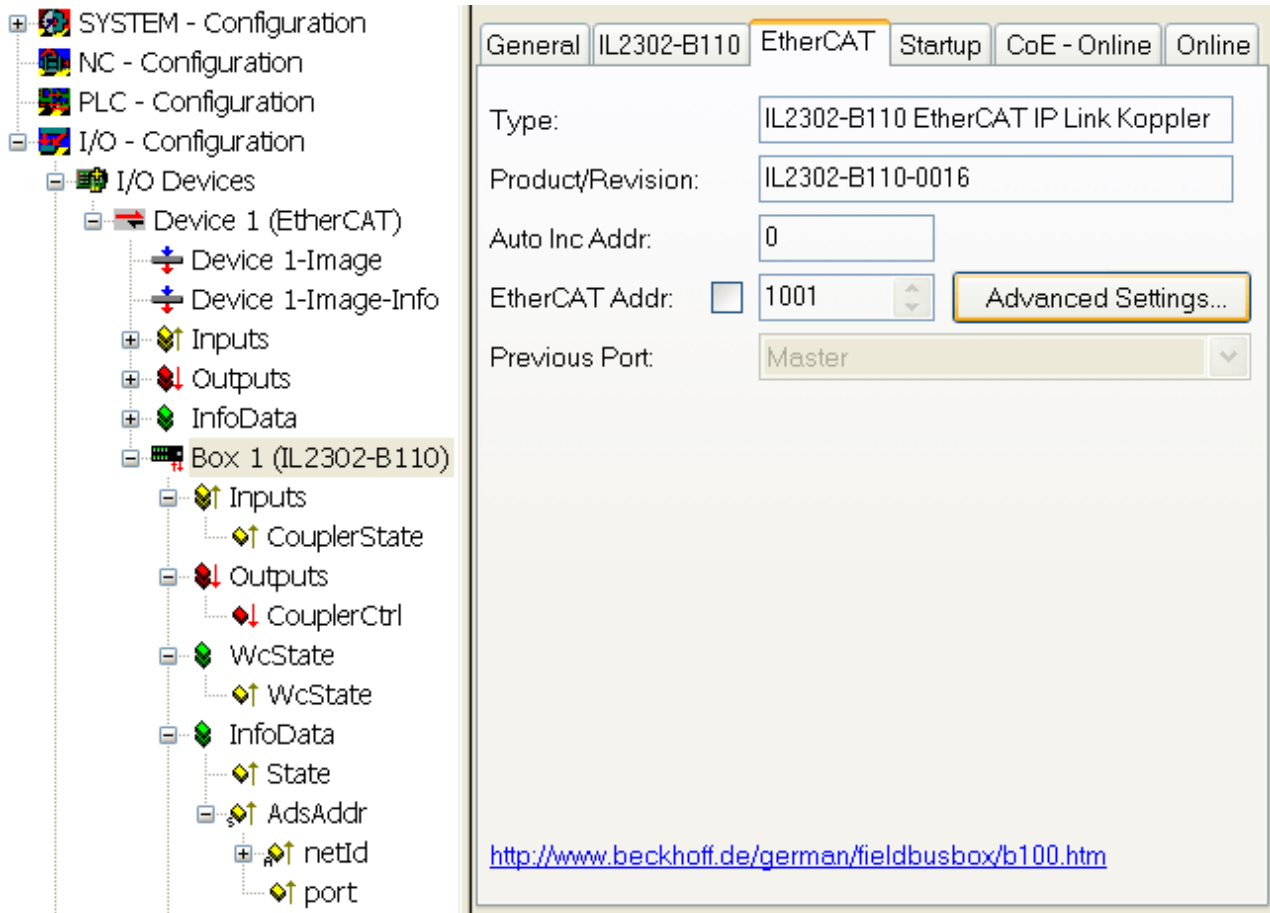 SYSTEM - Configuration
NC - Configuration
PLC - Configuration
I/O - Configuration
I/O Devices
Device 1 (EtherCAT)
Device 1-Image
Device 1-Image-Info
Inputs
Outputs
InfoData
Box 1 (IL2302-B110)
Inputs
CouplerState
Outputs
CouplerCtrl
WcState
WcState
InfoData
State
AdsAddr
netId
port
General IL2302-B110 EtherCAT Startup CoE - Online Online
Type: IL2302-B110 EtherCAT IP Link Koppler
Product/Revision: IL2302-B110-0016
Auto Inc Addr: 0
EtherCAT Addr: 1001 Advanced Settings...
Previous Port: Master
http://www.beckhoff.de/german/fieldbusbox/b100.htm